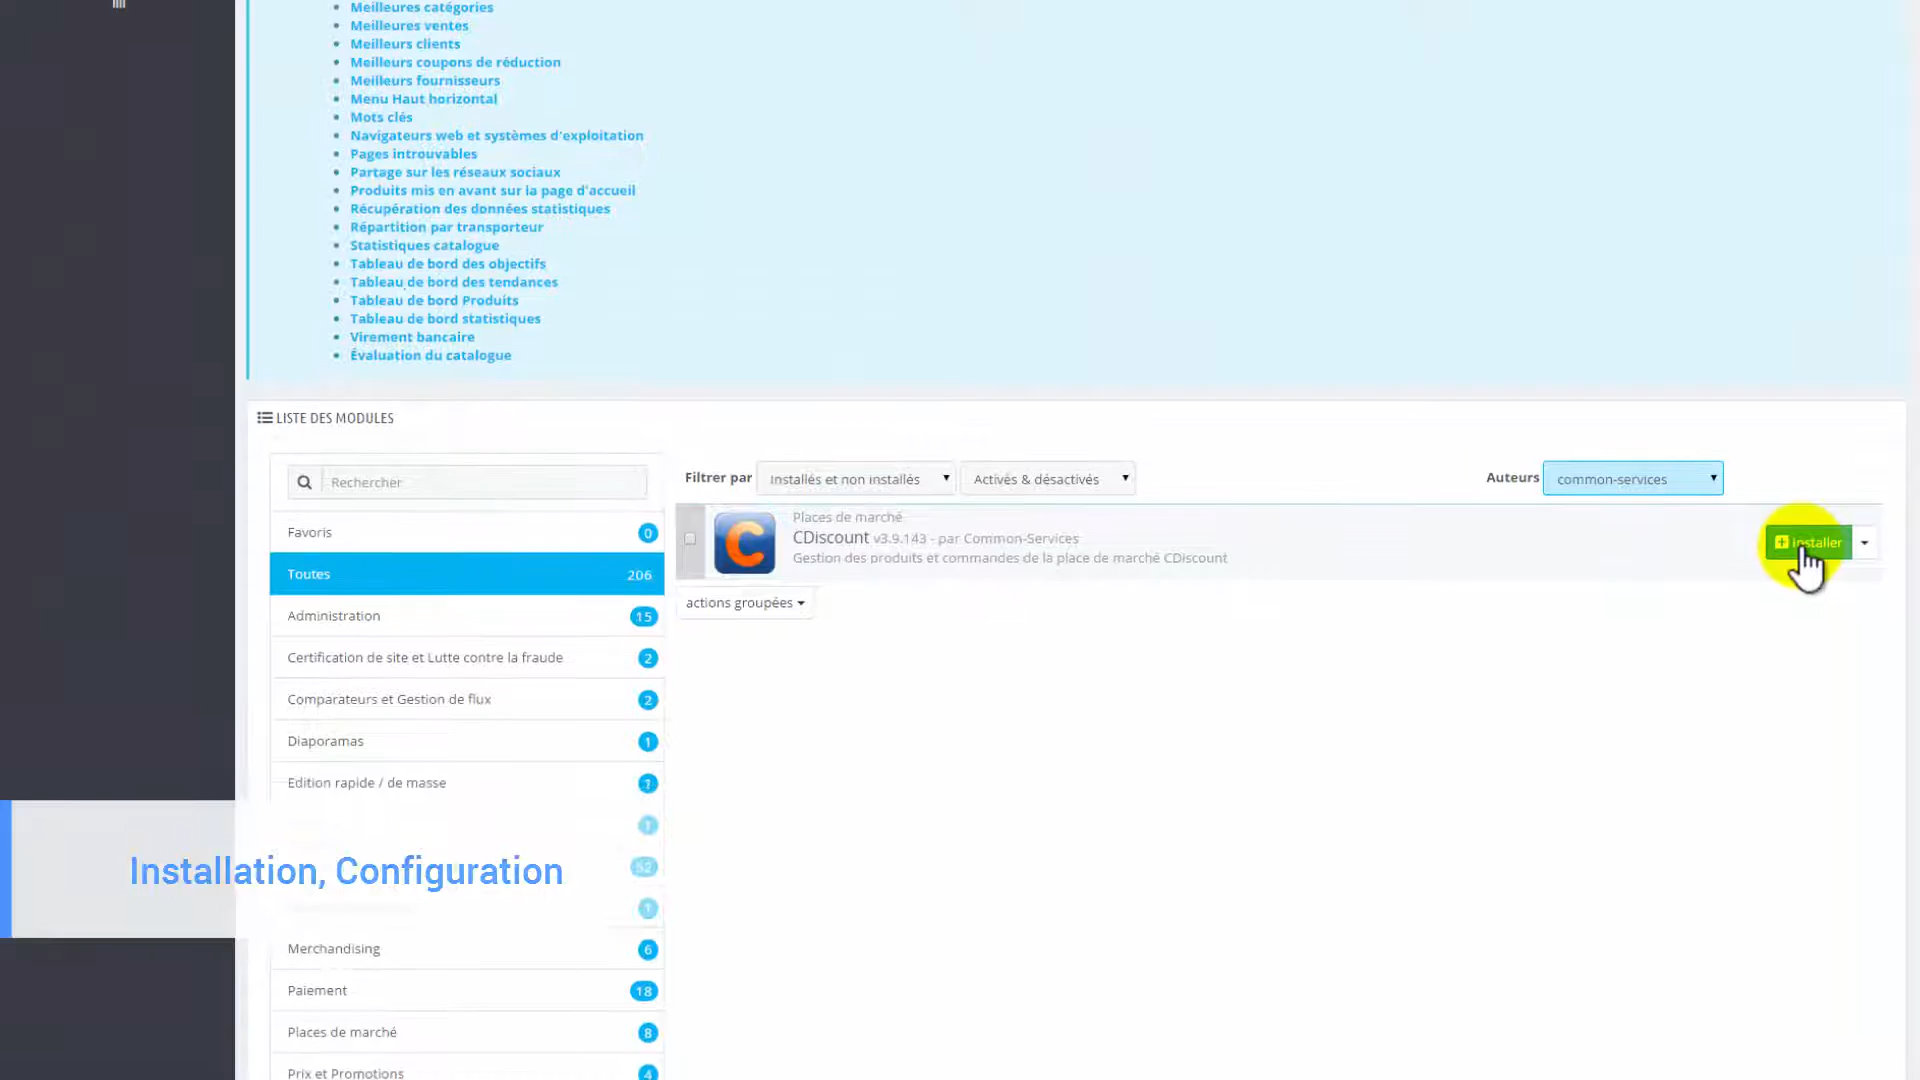 Meilleures catégories
Meilleures ventes
Meilleurs clients
Meilleurs coupons de réduction
Meilleurs fournisseurs
Menu Haut horizontal
Mots clés
Navigateurs web et systèmes d'exploitation
Pages introuvables
Partage sur les réseaux sociaux
Produits mis en avant sur la page d'accueil
Récupération des données statistiques
Répartition par transporteur
Statistiques catalogue
Tableau de bord des objectifs
Tableau de bord des tendances
Tableau de bord Produits
Tableau de bord statistiques
Virement bancaire
Évaluation du catalogue
LISTE DES MODULES
Rechercher
Filtrer par Installés et non installés Activés & désactivés Auteurs common-services
Places de marché
CDiscount v3.9.143 - par Common-Services
Gestion des produits et commandes de la place de marché CDiscount
Installer
actions groupées
Favoris 0
Toutes 206
Administration 15
Certification de site et Lutte contre la fraude 2
Comparateurs et Gestion de flux 2
Diaporamas 1
Edition rapide / de masse
52
Installation, Configuration
Merchandising 6
Paiement 18
Places de marché 8
Prix et Promotions 4